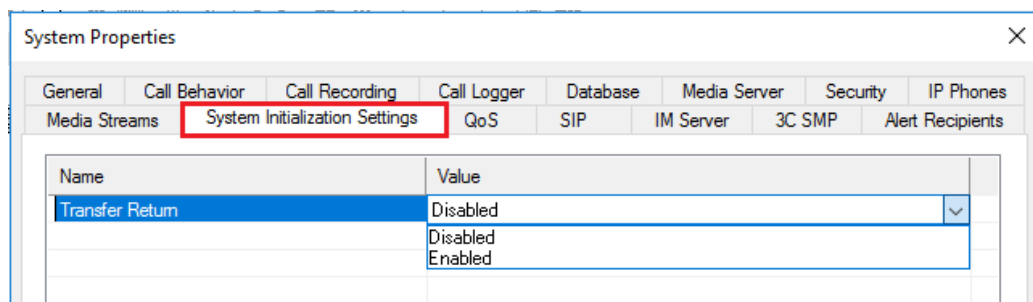 System Properties
General Call Behavior Call Recording Call Logger Database Media Server Security IP Phones
Media Streams System Initialization Settings QoS SIP IM Server 3C SMP Alert Recipients
Name Value
Transfer Return Disabled
Disabled
Enabled